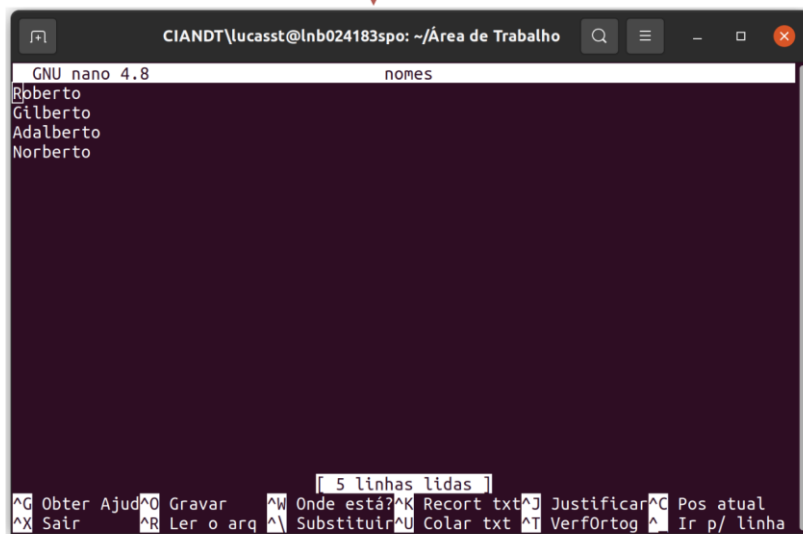 CIANDT\lucasst@lnb024183spo: ~/Área de Trabalho
GNU nano 4.8 nomes
Roberto
Gilberto
Adalberto
Norberto
[ 5 linhas lidas ]
^G Obter Ajud ^O Gravar ^W Onde está? ^K Recort txt ^J Justificar ^C Pos atual
^X Sair ^R Ler o arq ^\ Substituir ^U Colar txt ^T VerfOrtog ^_ Ir p/ linha